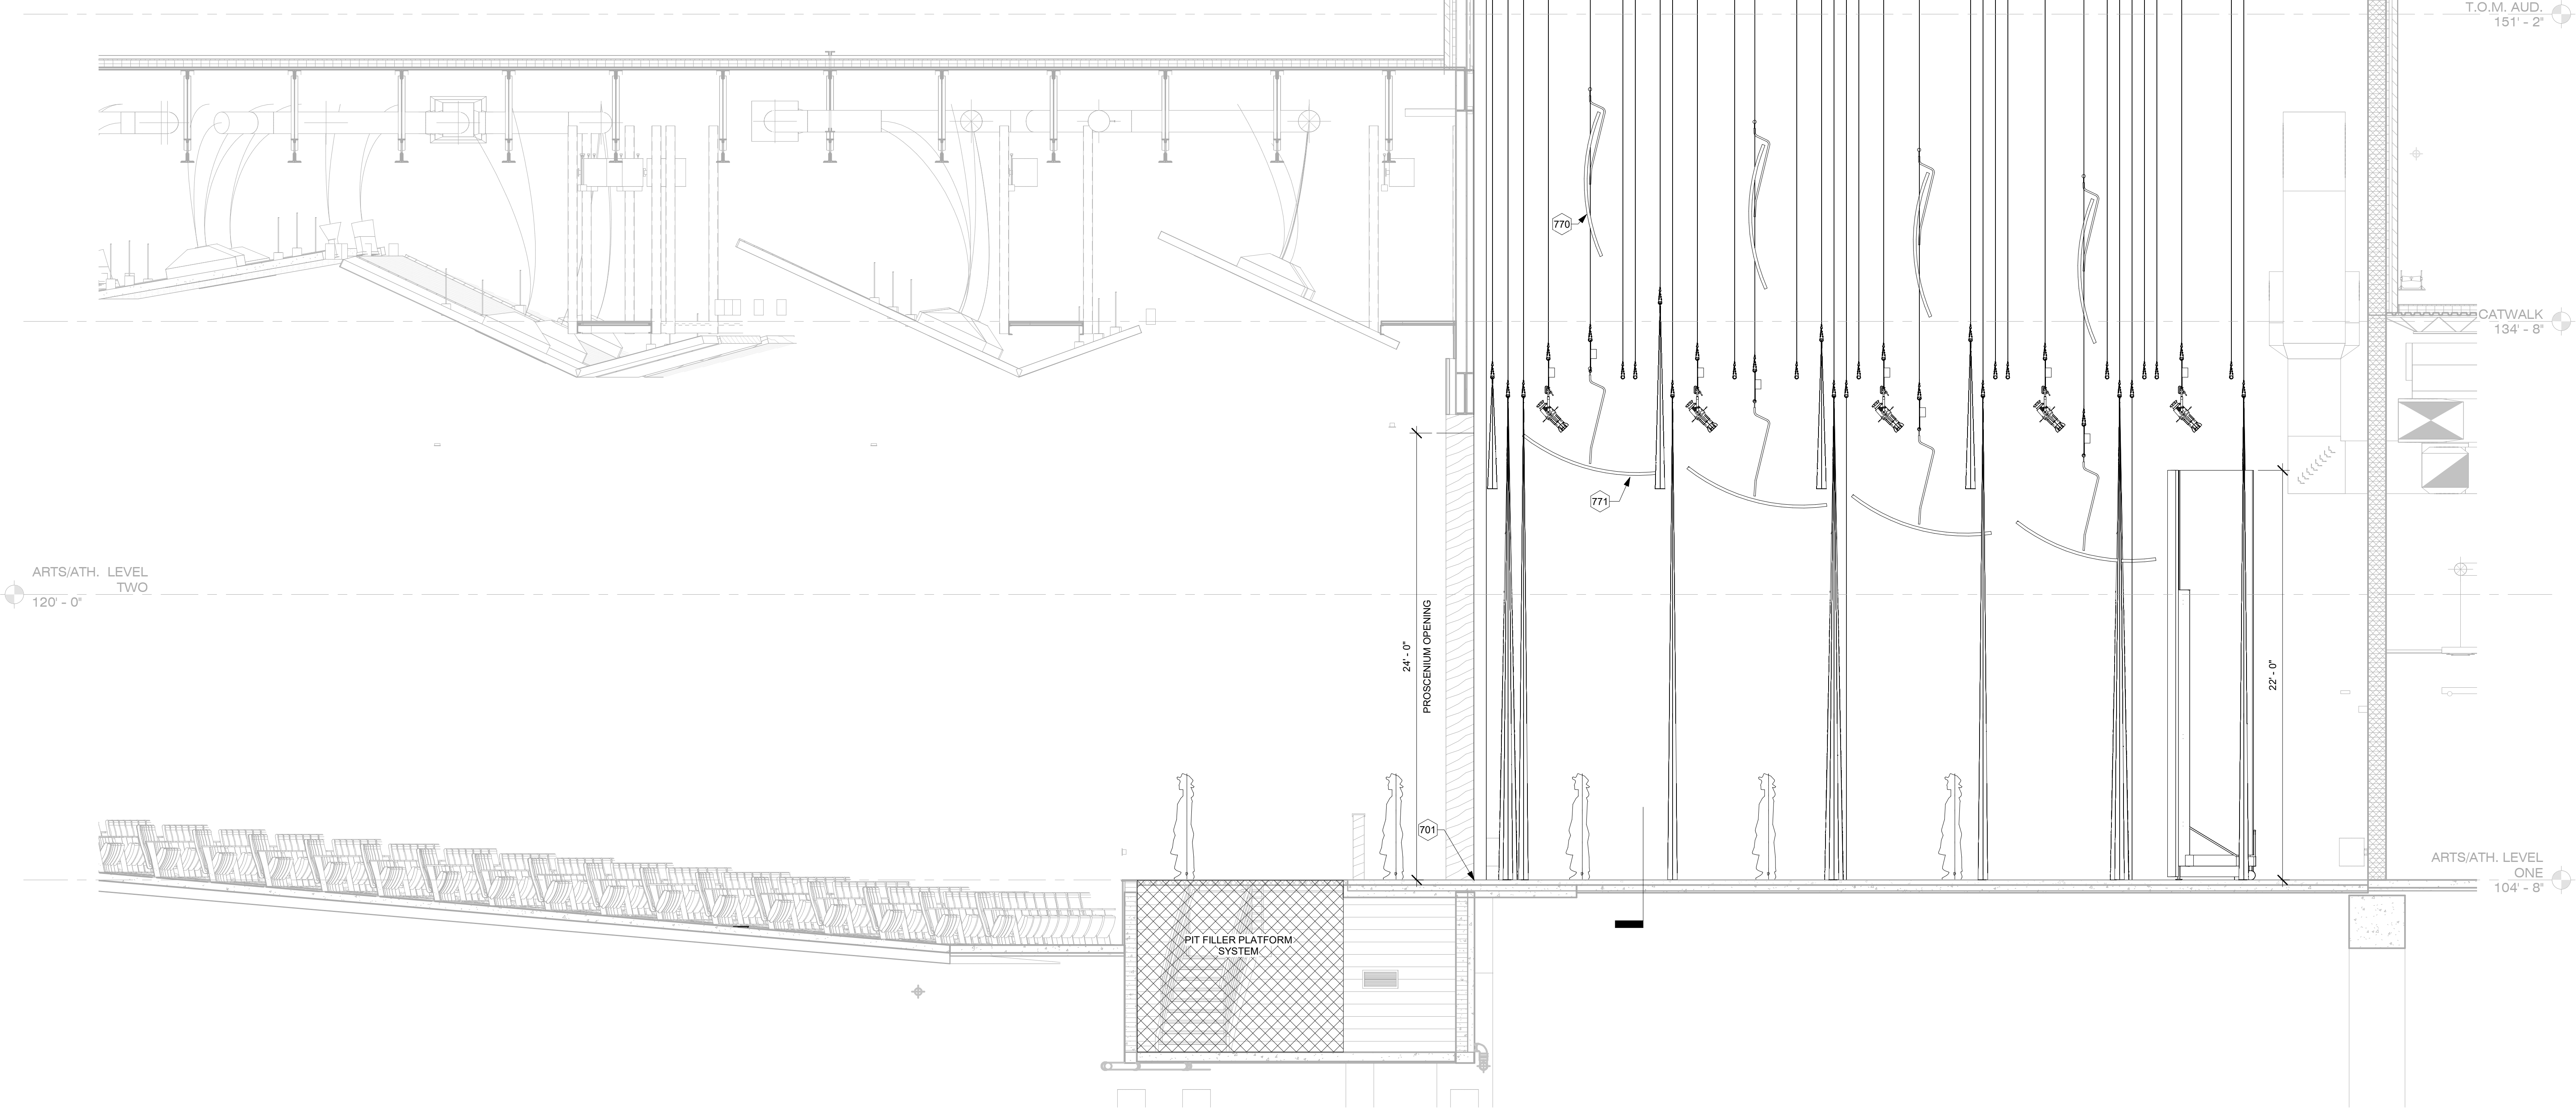 T.O.M. AUD.
151' - 2"
770
CATWALK
134' - 8"
771
ARTS/ATH. LEVEL
TWO
120' - 0"
24' - 0"
PROSCENIUM OPENING
22' - 0"
701
ARTS/ATH. LEVEL
ONE
104' - 8"
PIT FILLER PLATFORM
SYSTEM